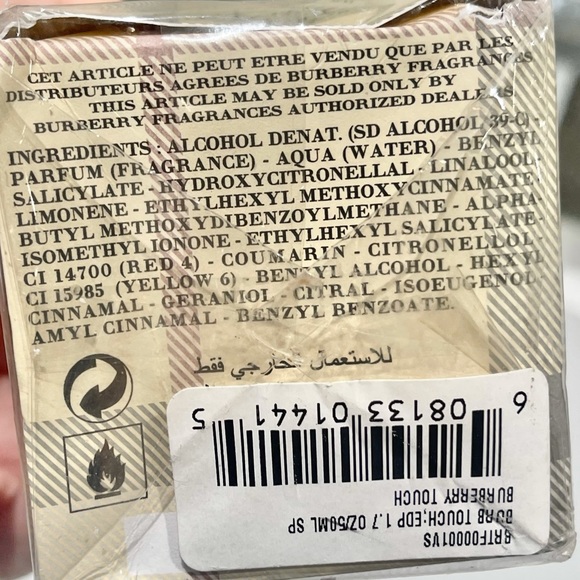 CET ARTICLE NE PEUT ETRE VENDU QUE PAR LES
DISTRIBUTEURS AGREES DE BURBERRY FRAGRANCES
THIS ARTICLE MAY BE SOLD ONLY BY
BURBERRY FRAGRANCES AUTHORIZED DEALERS
INGREDIENTS : ALCOHOL DENAT. (SD ALCOHOL 39-C) -
PARFUM (FRAGRANCE) - AQUA (WATER) - BENZYL
SALICYLATE - HYDROXYCITRONELLAL - LINALOOL -
LIMONENE - ETHYLHEXYL METHOXYCINNAMATE -
BUTYL METHOXYDIBENZOYLMETHANE - ALPHA-
ISOMETHYL IONONE - ETHYLHEXYL SALICYLATE -
CI 14700 (RED 4) - COUMARIN - CITRONELLOL -
CI 15985 (YELLOW 6) - BENZYL ALCOHOL - HEXYL
CINNAMAL - GERANIOL - CITRAL - ISOEUGENOL -
AMYL CINNAMAL - BENZYL BENZOATE.
للاستعمال الخارجي فقط
6 08133 01441 5
BRTF00001VS
BURB TOUCH;EDP 1.7 OZ/50ML SP
BURBERRY TOUCH